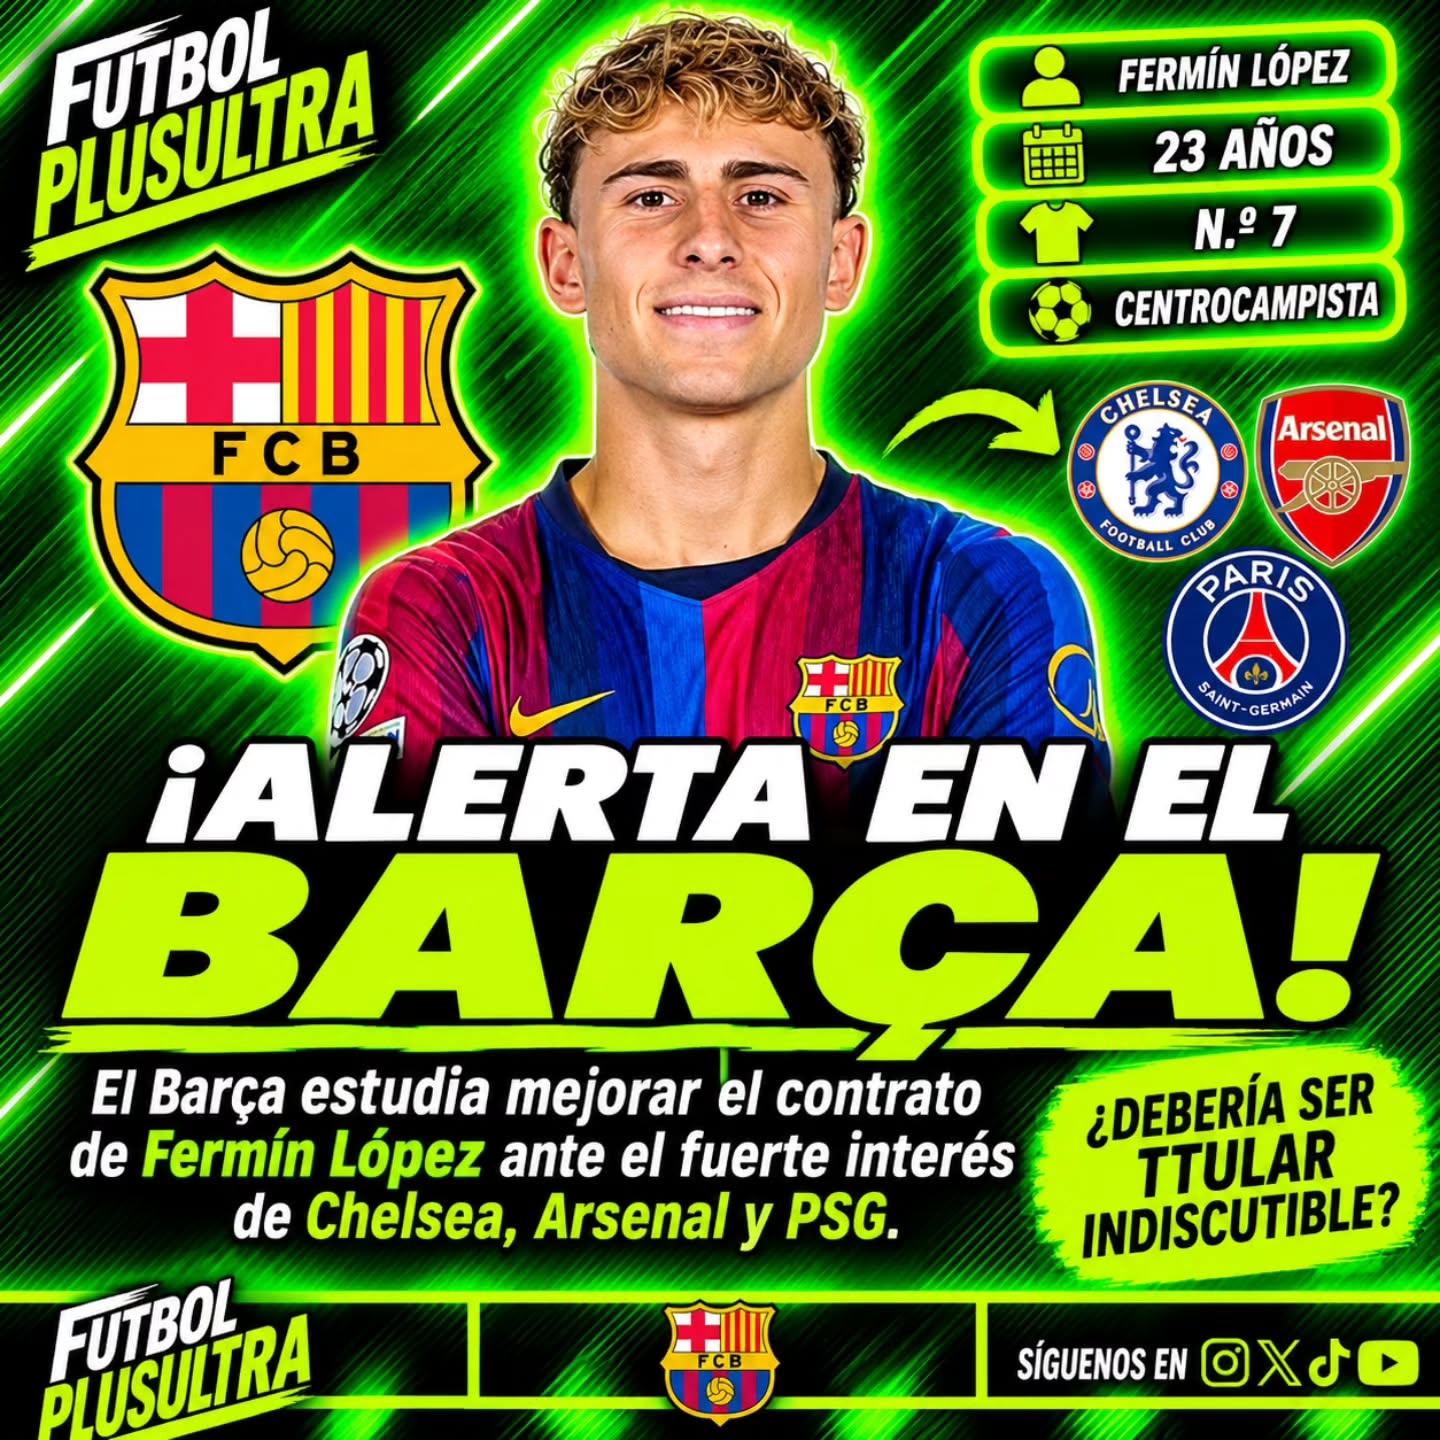 FUTBOL
PLUSULTRA
FERMÍN LÓPEZ
23 AÑOS
N.º 7
CENTROCAMPISTA
FCB
CHELSEA
FOOTBALL CLUB
Arsenal
PARIS
SAINT-GERMAIN
FCB
¡ALERTA EN EL
BARÇA!
El Barça estudia mejorar el contrato
de Fermín López ante el fuerte interés
de Chelsea, Arsenal y PSG.
¿DEBERÍA SER
TTULAR
INDISCUTIBLE?
FUTBOL
PLUSULTRA
FCB
SÍGUENOS EN